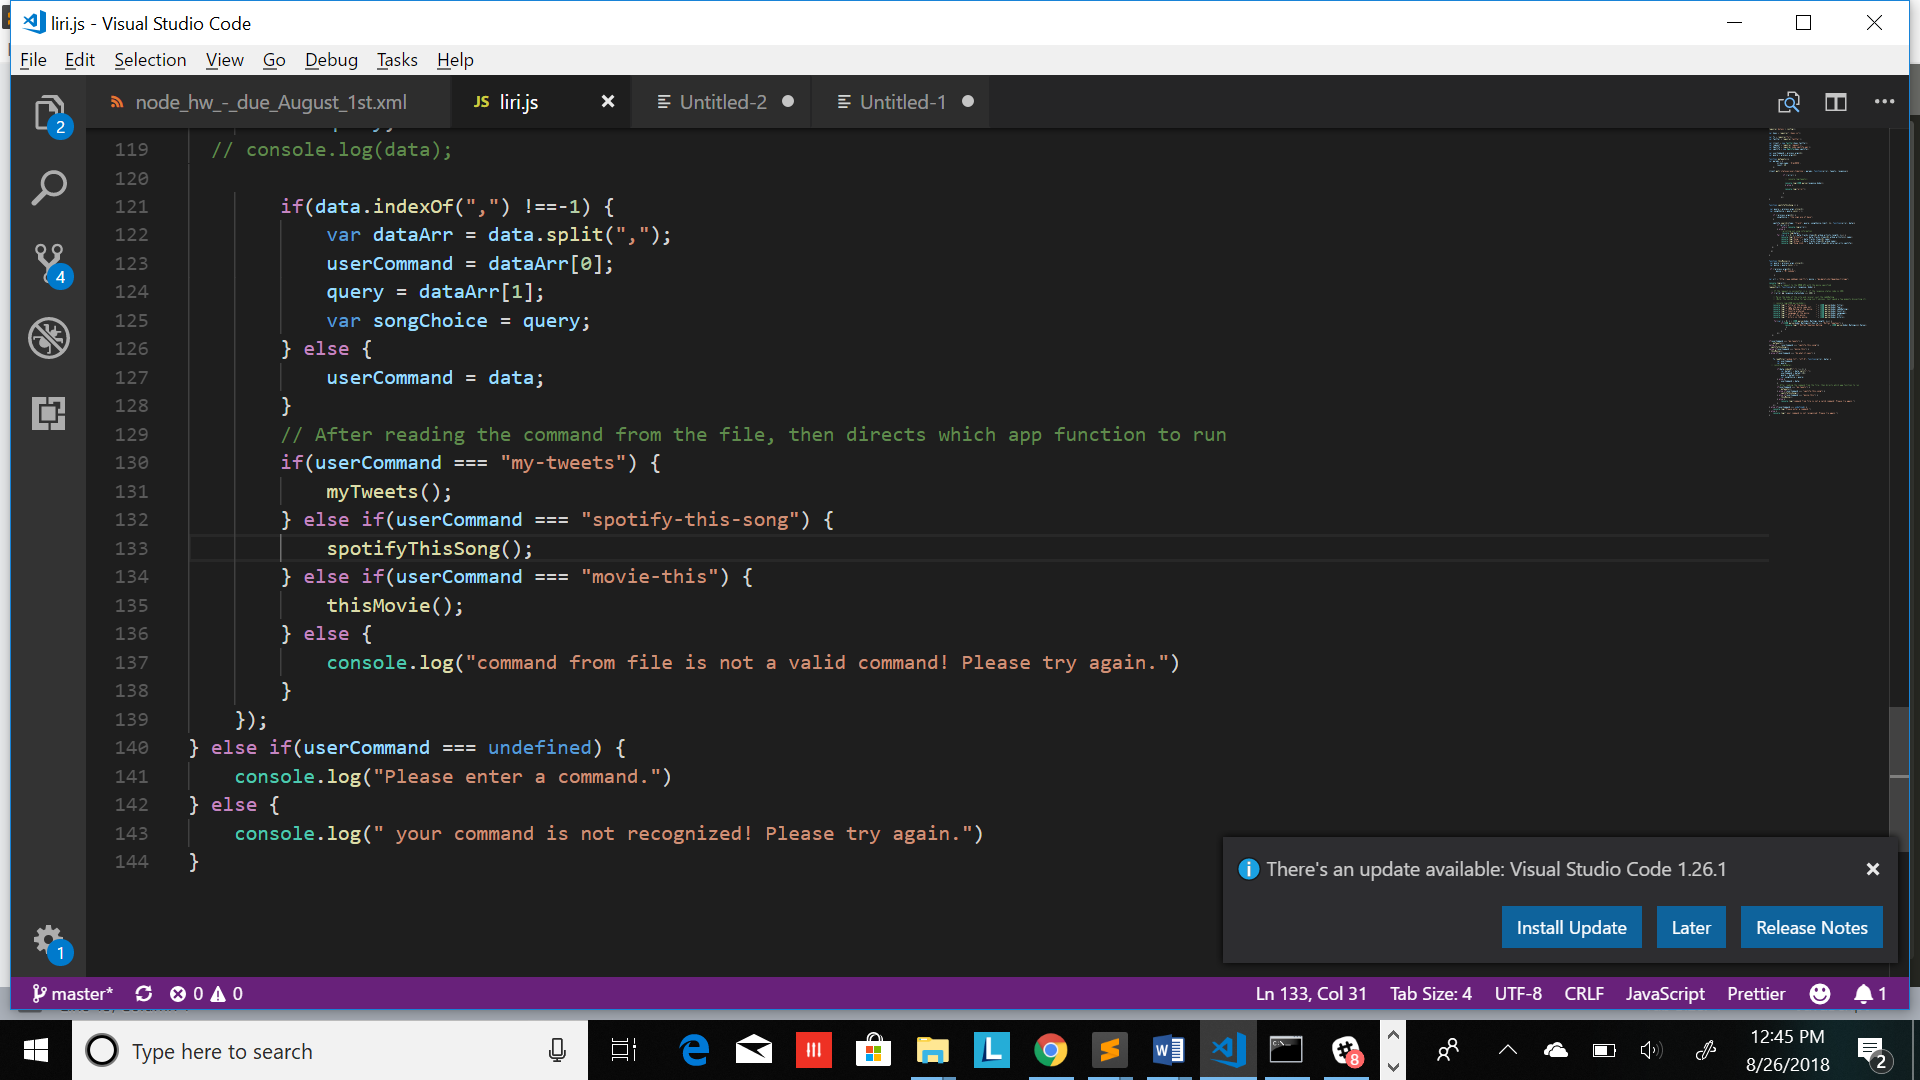 liri.js - Visual Studio Code
File Edit Selection View Go Debug Tasks Help
node_hw_-_due_August_1st.xml JS liri.js Untitled-2 Untitled-1
2
4
1
119 // console.log(data);
120
121 if(data.indexOf(",") !==-1) {
122 var dataArr = data.split(",");
123 userCommand = dataArr[0];
124 query = dataArr[1];
125 var songChoice = query;
126 } else {
127 userCommand = data;
128 }
129 // After reading the command from the file, then directs which app function to run
130 if(userCommand === "my-tweets") {
131 myTweets();
132 } else if(userCommand === "spotify-this-song") {
133 spotifyThisSong();
134 } else if(userCommand === "movie-this") {
135 thisMovie();
136 } else {
137 console.log("command from file is not a valid command! Please try again.")
138 }
139 });
140 } else if(userCommand === undefined) {
141 console.log("Please enter a command.")
142 } else {
143 console.log(" your command is not recognized! Please try again.")
144 }
There's an update available: Visual Studio Code 1.26.1
Install Update Later Release Notes
master* 0 0 Ln 133, Col 31 Tab Size: 4 UTF-8 CRLF JavaScript Prettier 1
Type here to search
8
12:45 PM
8/26/2018
2